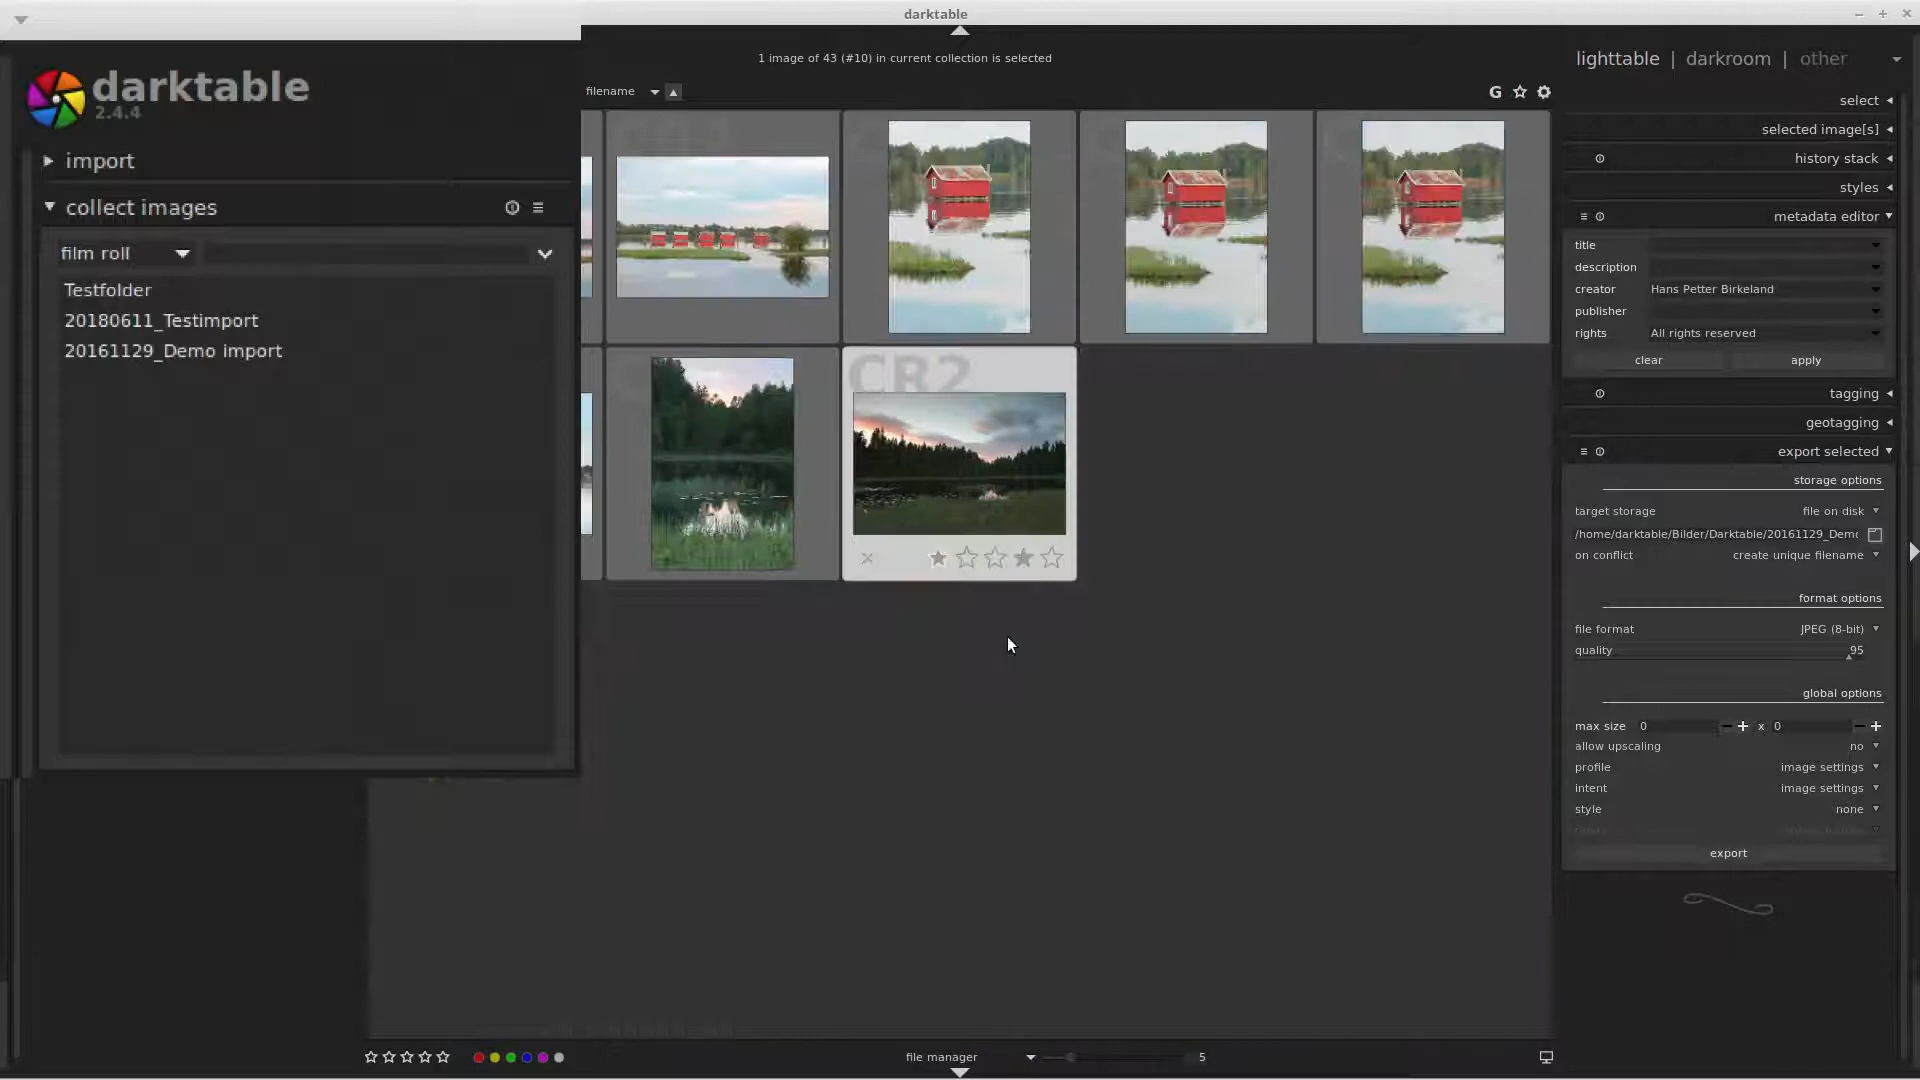 darktable
1 image of 43 (#10) in current collection is selected
darktable
2.4.4
import
collect images
film roll
Testfolder
20180611_Testimport
20161129_Demo import
filename
G
CR2
lighttable | darkroom | other
select
selected image[s]
history stack
styles
metadata editor
title
description
creator Hans Petter Birkeland
publisher
rights All rights reserved
clear apply
tagging
geotagging
export selected
storage options
target storage file on disk
/home/darktable/Bilder/Darktable/20161129_Demo
on conflict create unique filename
format options
file format JPEG (8-bit)
quality 95
global options
max size 0 x 0
allow upscaling no
profile image settings
intent image settings
style none
export
file manager 5